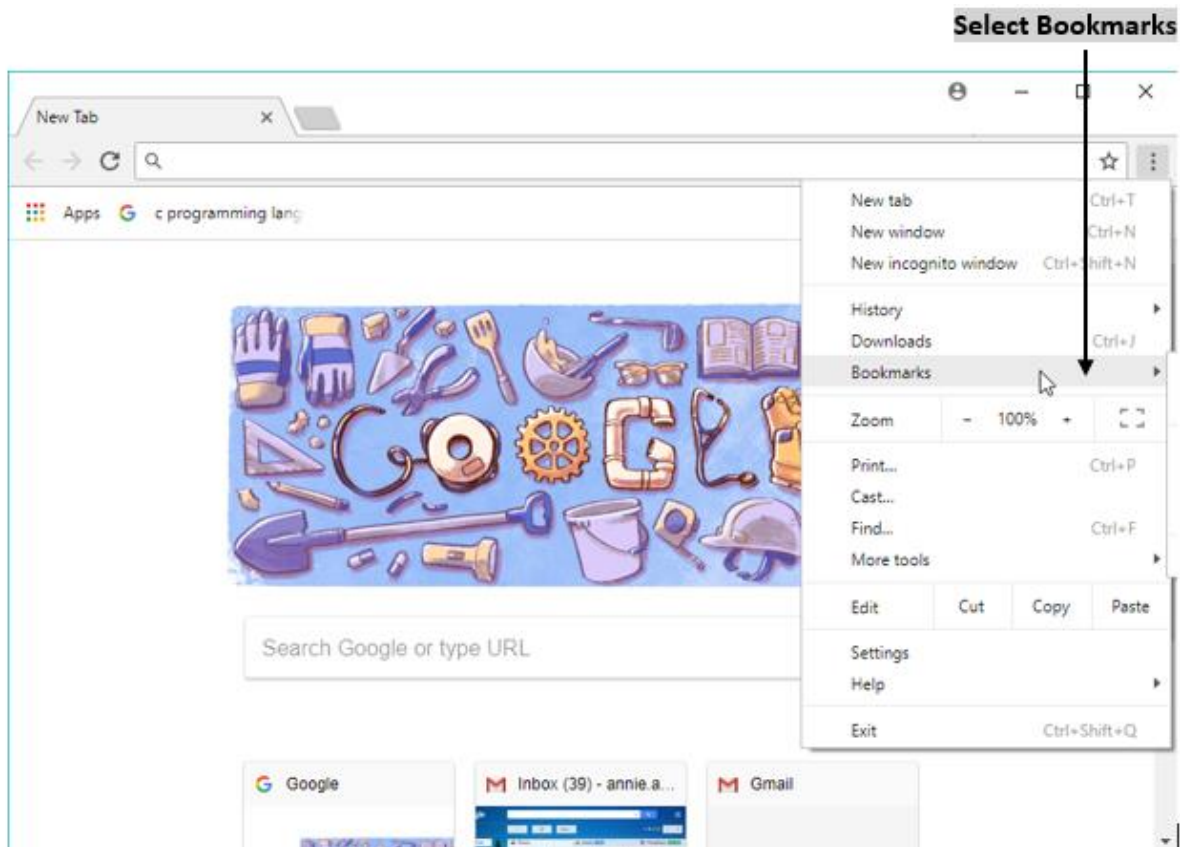 Select Bookmarks
New Tab
Apps c programming lang
New tab Ctrl+T
New window Ctrl+N
New incognito window Ctrl+Shift+N
History
Downloads Ctrl+J
Bookmarks
Zoom - 100% +
Print... Ctrl+P
Cast...
Find... Ctrl+F
More tools
Edit Cut Copy Paste
Settings
Help
Exit Ctrl+Shift+Q
Search Google or type URL
Google Inbox (39) - annie.a... Gmail